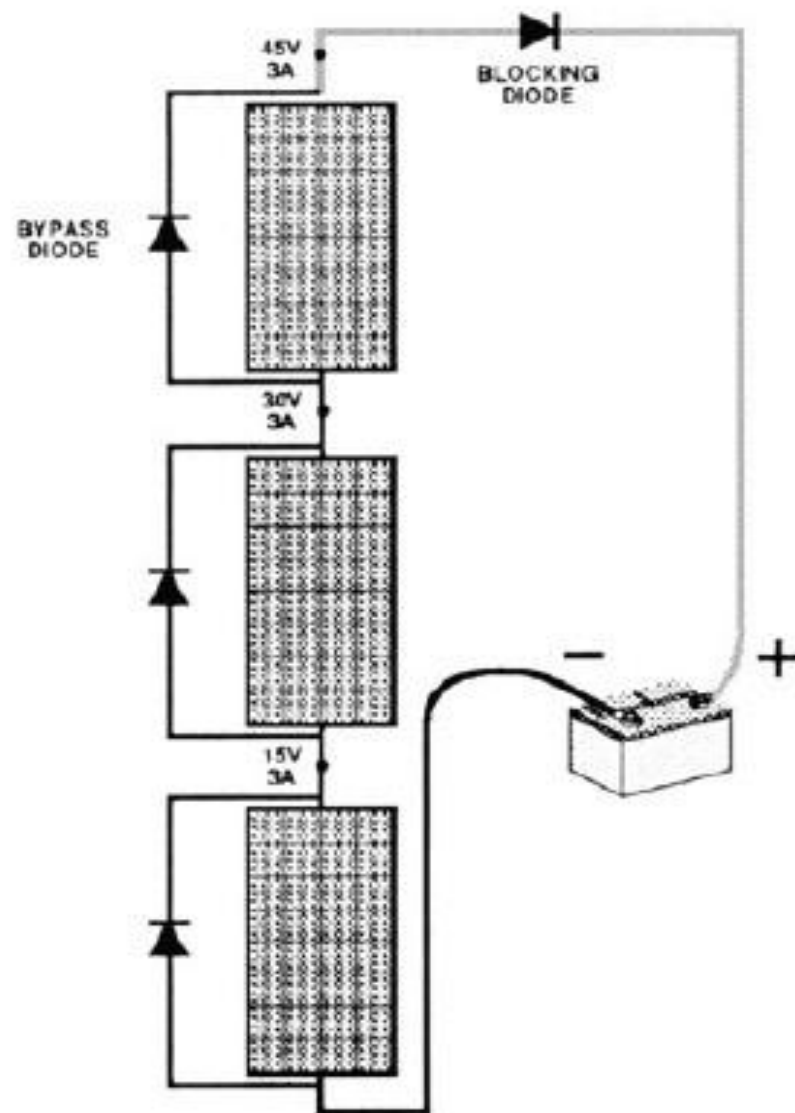 45V
3A
BLOCKING
DIODE
BYPASS
DIODE
30V
3A
− +
15V
3A